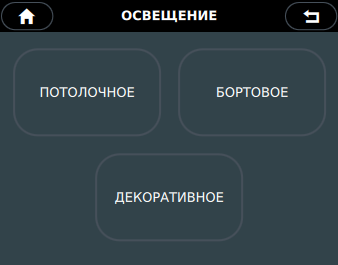 ОСВЕЩЕНИЕ
ПОТОЛОЧНОЕ
БОРТОВОЕ
ДЕКОРАТИВНОЕ